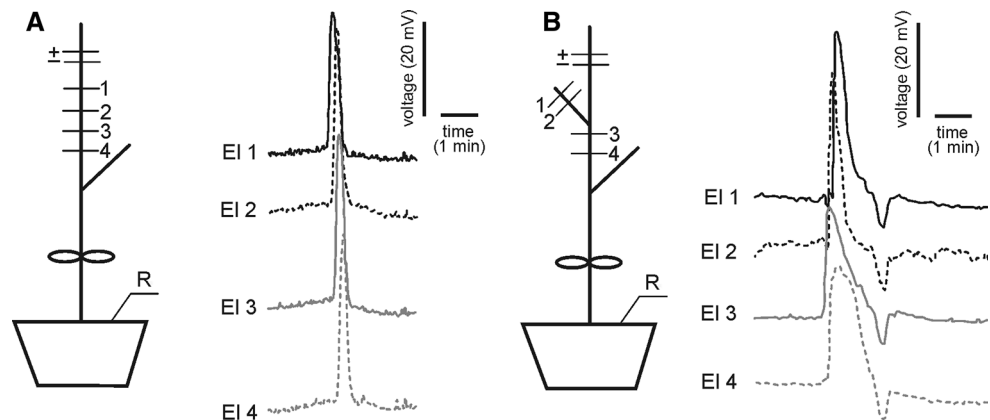 A
+
−
1
2
3
4
R
El 1
El 2
El 3
El 4
voltage (20 mV)
time
(1 min)
B
+
−
1
2
3
4
R
El 1
El 2
El 3
El 4
voltage (20 mV)
time
(1 min)